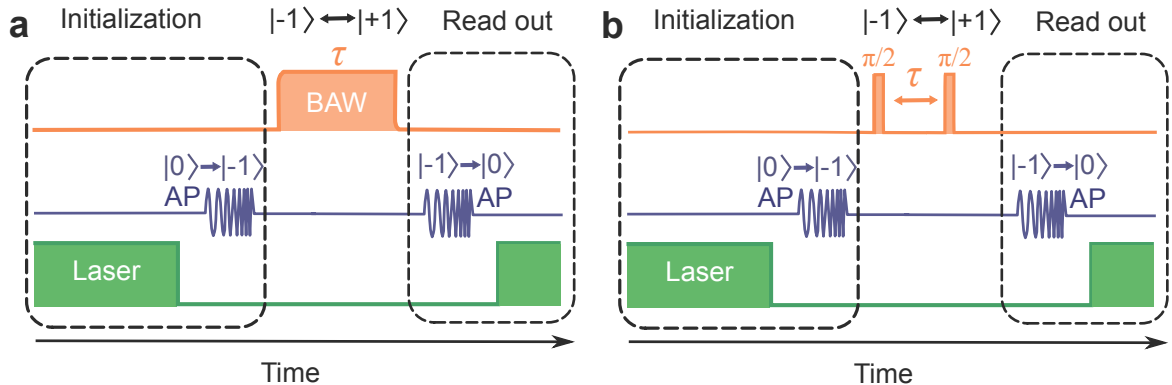 a
Initialization
|-1⟩ ↔ |+1⟩
Read out
τ
BAW
|0⟩→|-1⟩
AP
|-1⟩→|0⟩
AP
Laser
Time
b
Initialization
|-1⟩ ↔ |+1⟩
Read out
π/2
τ
π/2
|0⟩→|-1⟩
AP
|-1⟩→|0⟩
AP
Laser
Time